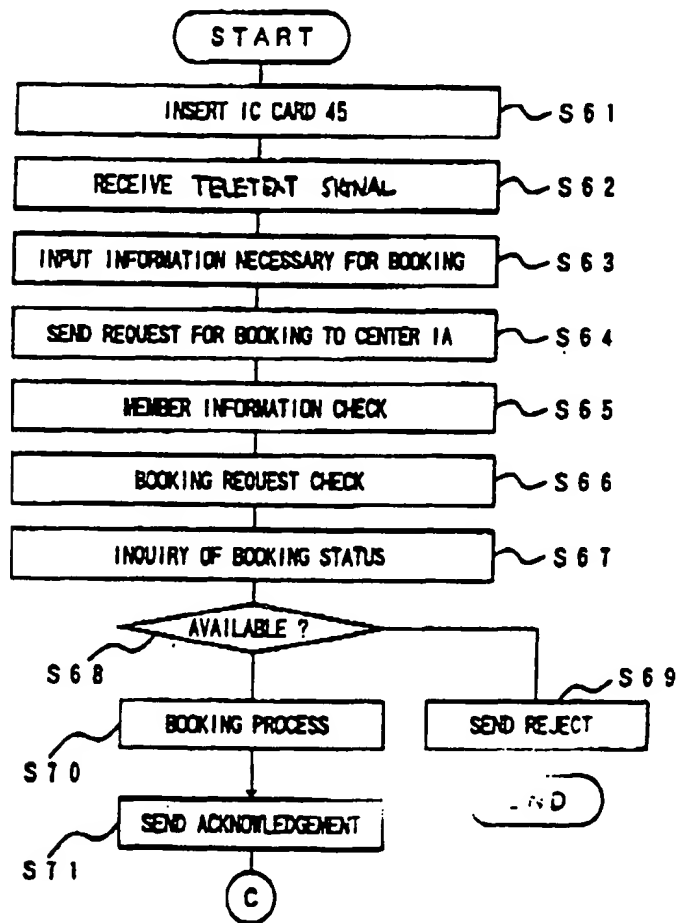 START
INSERT IC CARD 45 S61
RECEIVE TELETEXT SIGNAL S62
INPUT INFORMATION NECESSARY FOR BOOKING S63
SEND REQUEST FOR BOOKING TO CENTER 1A S64
MEMBER INFORMATION CHECK S65
BOOKING REQUEST CHECK S66
INQUIRY OF BOOKING STATUS S67
AVAILABLE ?
S68
S69
BOOKING PROCESS SEND REJECT
S70
SEND ACKNOWLEDGEMENT
S71
C